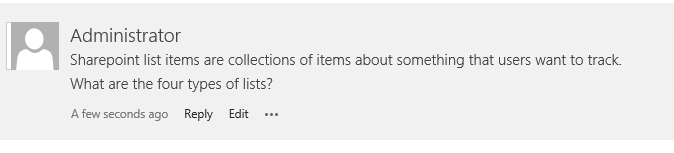 Administrator
Sharepoint list items are collections of items about something that users want to track.
What are the four types of lists?
A few seconds ago Reply Edit •••